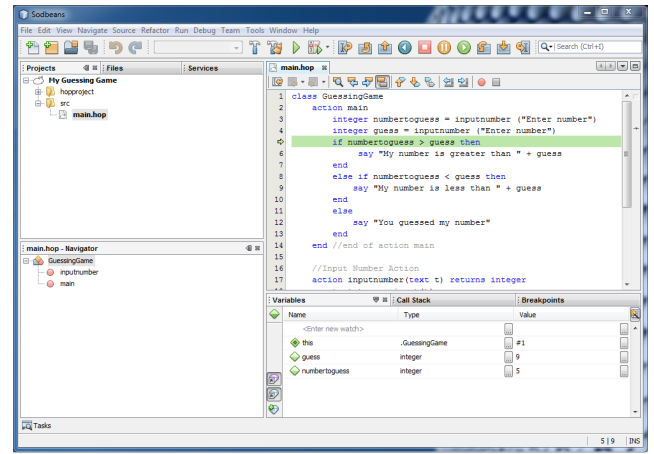 Sodbeans
File Edit View Navigate Source Refactor Run Debug Team Tools Window Help
Search (Ctrl+I)
Projects Files Services
My Guessing Game
hopproject
src
main.hop
main.hop - Navigator
GuessingGame
inputnumber
main
main.hop
1 class GuessingGame
2 action main
3 integer numbertoguess = inputnumber ("Enter number")
4 integer guess = inputnumber ("Enter number")
if numbertoguess > guess then
6 say "My number is greater than " + guess
7 end
8 else if numbertoguess < guess then
9 say "My number is less than " + guess
10 end
11 else
12 say "You guessed my number"
13 end
14 end //end of action main
15
16 //Input Number Action
17 action inputnumber(text t) returns integer
Variables Call Stack Breakpoints
Name Type Value
<Enter new watch> ... ...
this .GuessingGame ... #1 ...
guess integer ... 9 ...
numbertoguess integer ... 5 ...
Tasks
5 | 9 INS